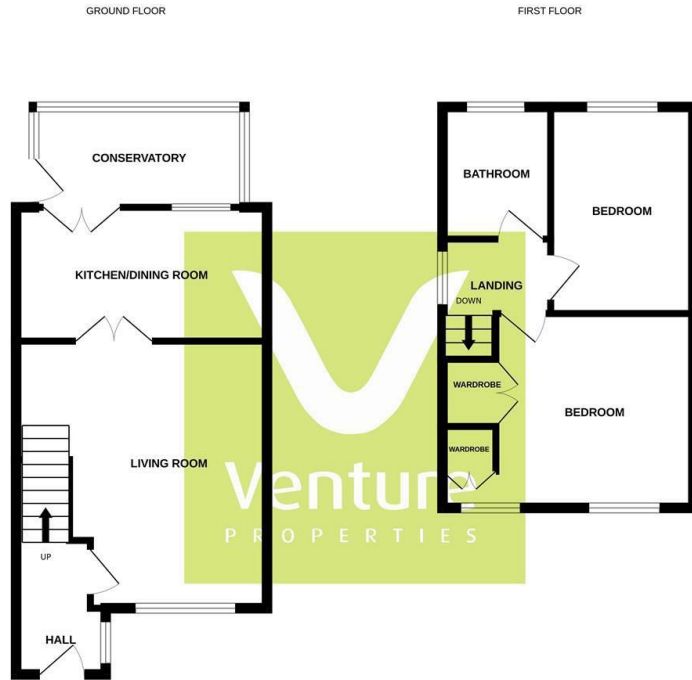 GROUND FLOOR
FIRST FLOOR
CONSERVATORY
KITCHEN/DINING ROOM
LIVING ROOM
UP
HALL
BATHROOM
BEDROOM
LANDING
DOWN
WARDROBE
BEDROOM
WARDROBE
Venture
PROPERTIES